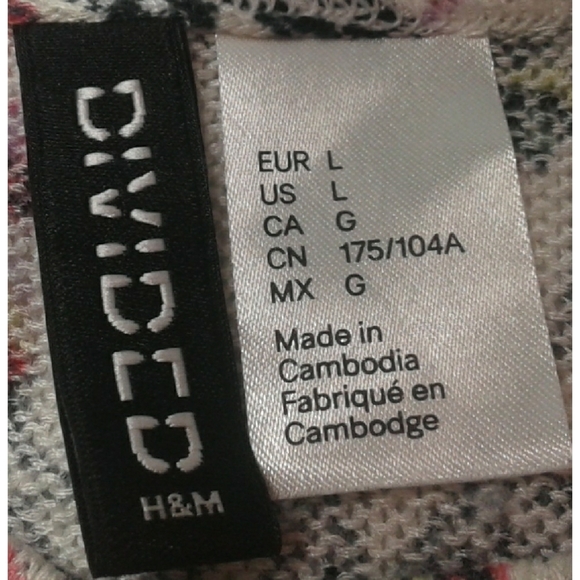 DIVIDED
H&M
EUR L
US L
CA G
CN 175/104A
MX G
Made in
Cambodia
Fabriqué en
Cambodge